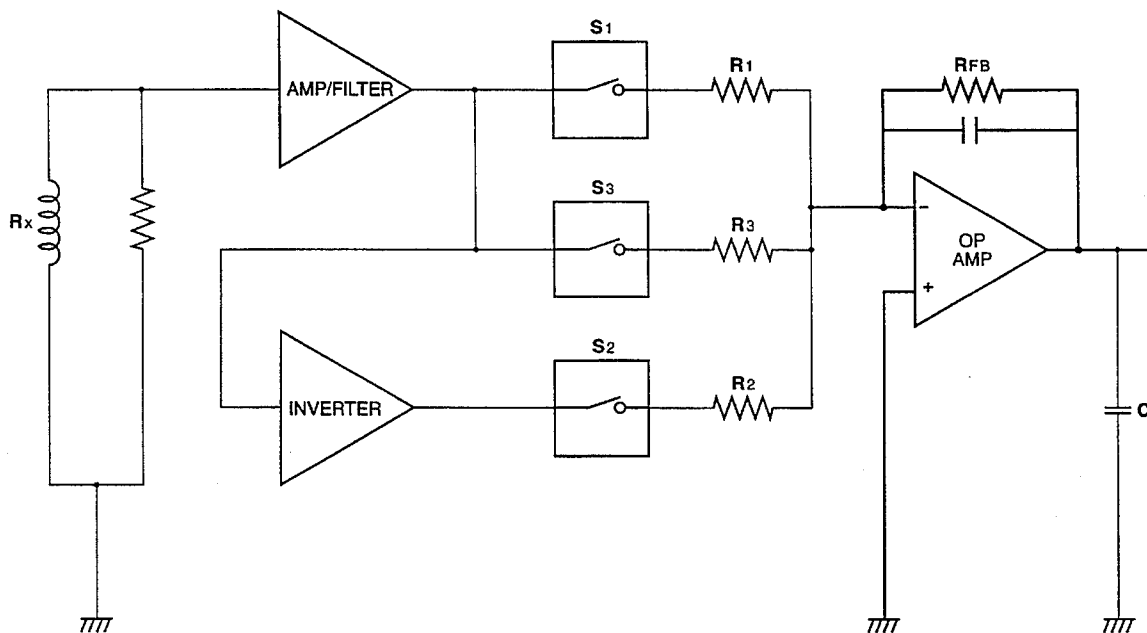 S1
R1
RFB
AMP/FILTER
Rx
S3
R3
OP
AMP
−
+
S2
R2
INVERTER
C